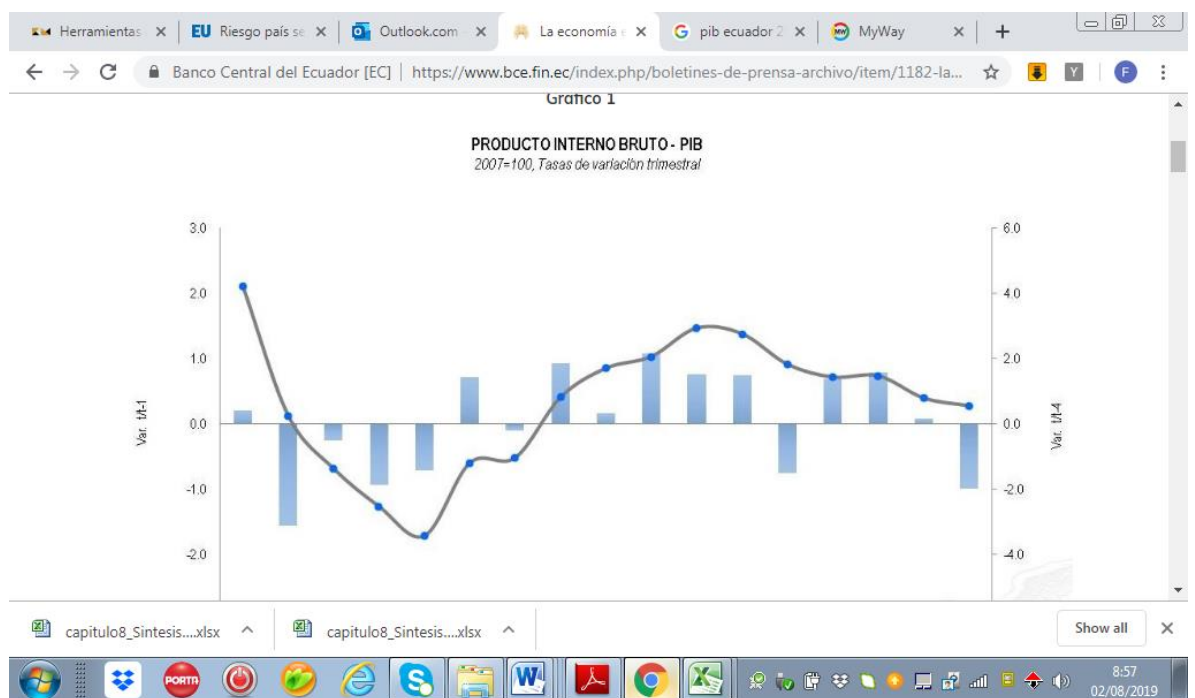 Herramientas
EU Riesgo país se
Outlook.com -
La economía e
G pib ecuador 2
MW MyWay
Banco Central del Ecuador [EC] | https://www.bce.fin.ec/index.php/boletines-de-prensa-archivo/item/1182-la...
Y
F
Gráfico 1
PRODUCTO INTERNO BRUTO - PIB
2007=100, Tasas de variación trimestral
3.0
2.0
1.0
0.0
-1.0
-2.0
Var. t/t-1
6.0
4.0
2.0
0.0
-2.0
-4.0
Var. t/t-4
capitulo8_Sintesis....xlsx
capitulo8_Sintesis....xlsx
Show all
PORTA
S
W
8:57
02/08/2019